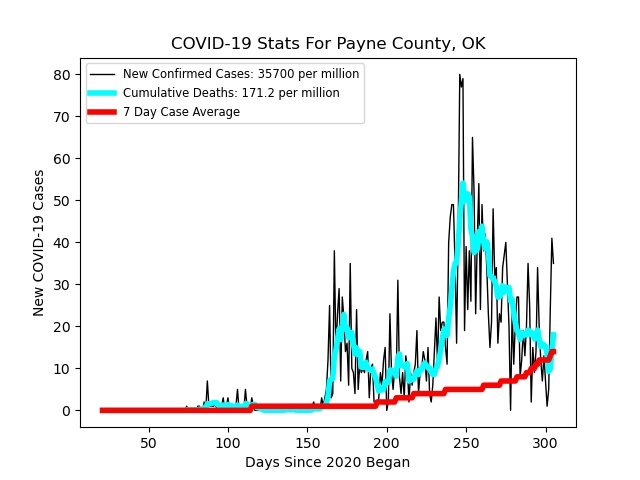 COVID-19 Stats For Payne County, OK
New Confirmed Cases: 35700 per million
Cumulative Deaths: 171.2 per million
7 Day Case Average
80
70
60
50
40
30
20
10
0
New COVID-19 Cases
50 100 150 200 250 300
Days Since 2020 Began